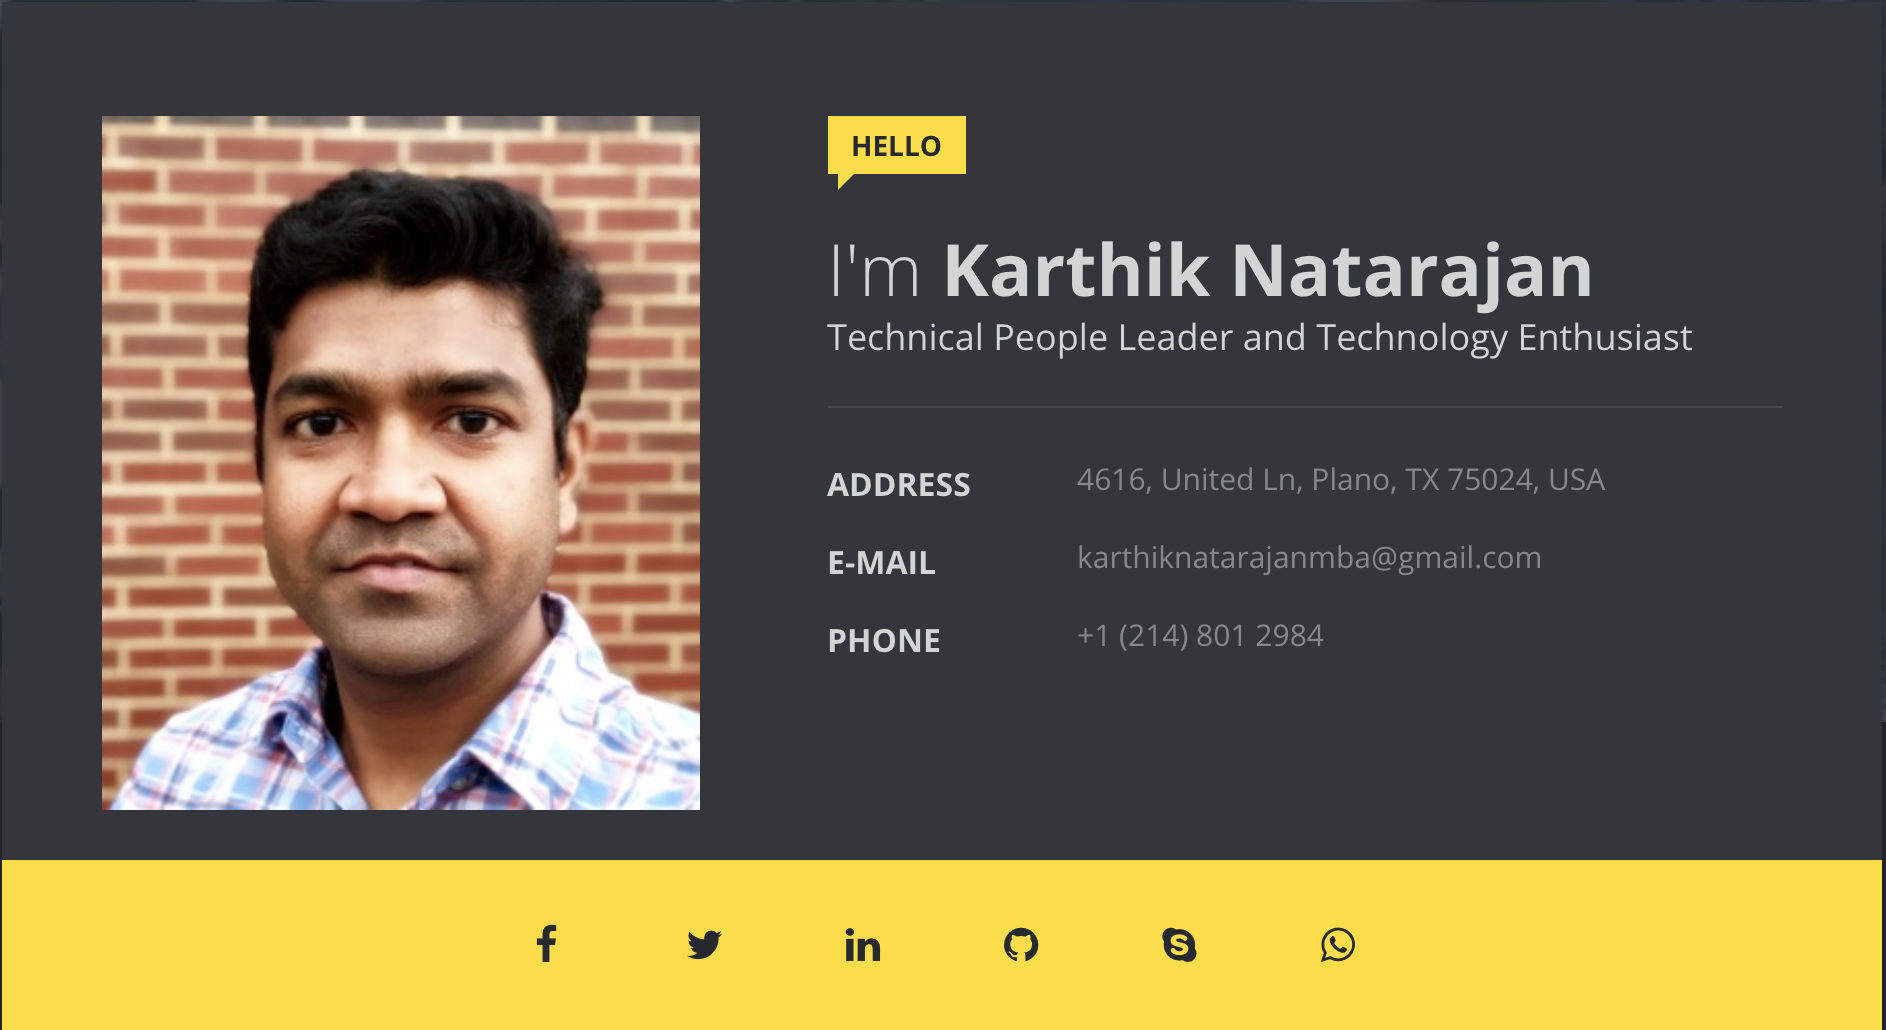 HELLO
I'm Karthik Natarajan
Technical People Leader and Technology Enthusiast
ADDRESS 4616, United Ln, Plano, TX 75024, USA
E-MAIL karthiknatarajanmba@gmail.com
PHONE +1 (214) 801 2984